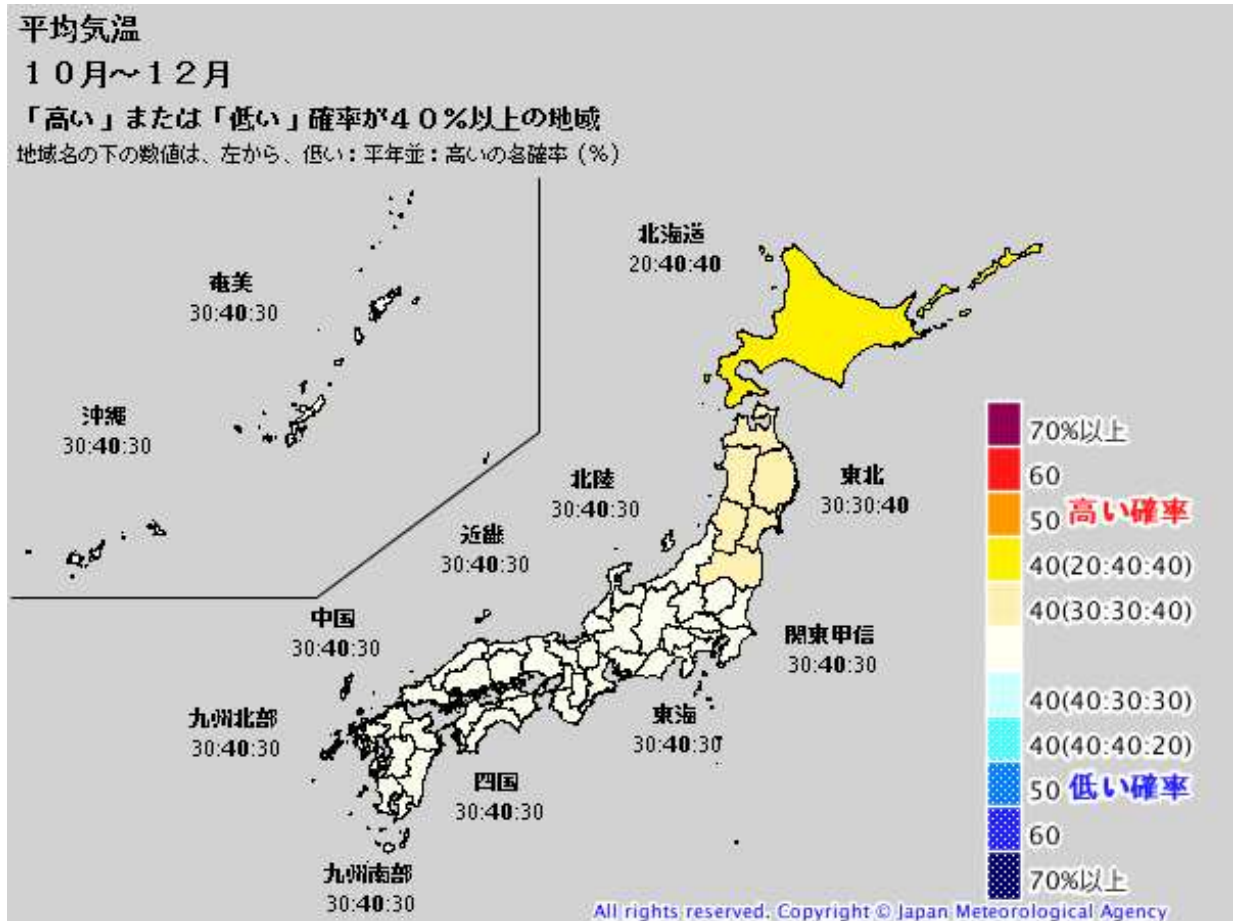 平均気温
１０月～１２月
「高い」または「低い」確率が４０％以上の地域
地域名の下の数値は、左から、低い：平年並：高いの各確率（％）
北海道
20:40:40
奄美
30:40:30
沖縄
30:40:30
北陸
30:40:30
東北
30:30:40
近畿
30:40:30
中国
30:40:30
関東甲信
30:40:30
九州北部
30:40:30
東海
30:40:30
四国
30:40:30
九州南部
30:40:30
70%以上
60
50 高い確率
40(20:40:40)
40(30:30:40)
40(40:30:30)
40(40:40:20)
50 低い確率
60
70%以上
All rights reserved. Copyright © Japan Meteorological Agency